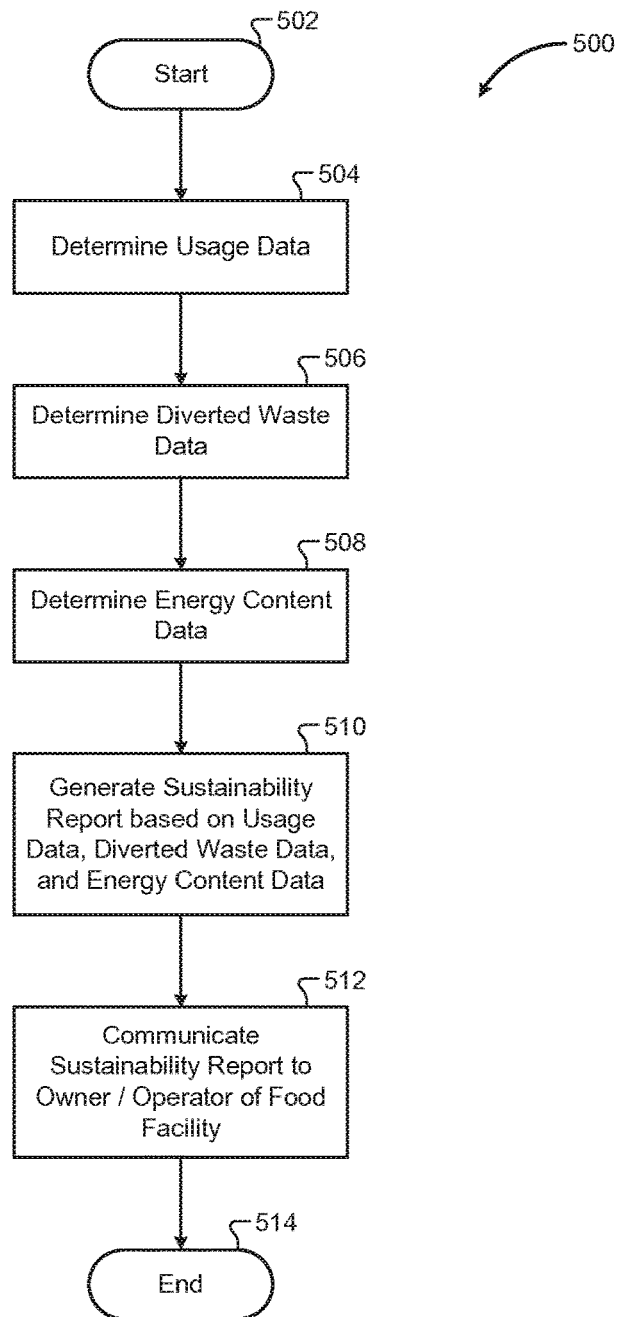 502
500
Start
504
Determine Usage Data
506
Determine Diverted Waste
Data
508
Determine Energy Content
Data
510
Generate Sustainability
Report based on Usage
Data, Diverted Waste Data,
and Energy Content Data
512
Communicate
Sustainability Report to
Owner / Operator of Food
Facility
514
End